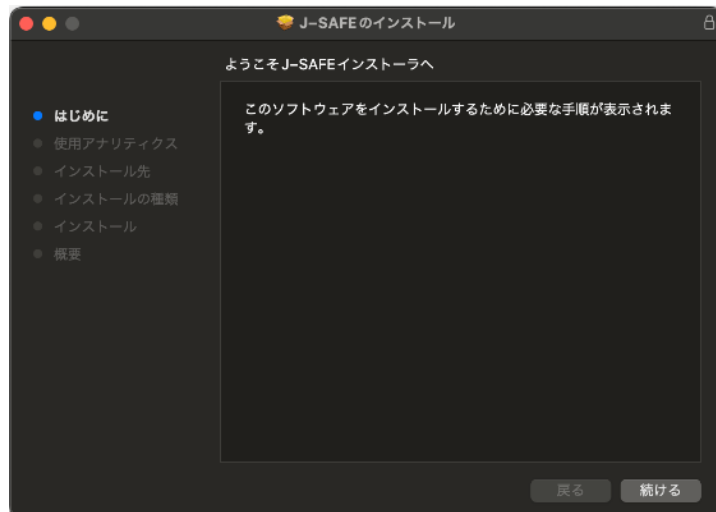 J-SAFEのインストール
ようこそJ-SAFEインストーラへ
はじめに
使用アナリティクス
インストール先
インストールの種類
インストール
概要
このソフトウェアをインストールするために必要な手順が表示されま
す。
戻る
続ける